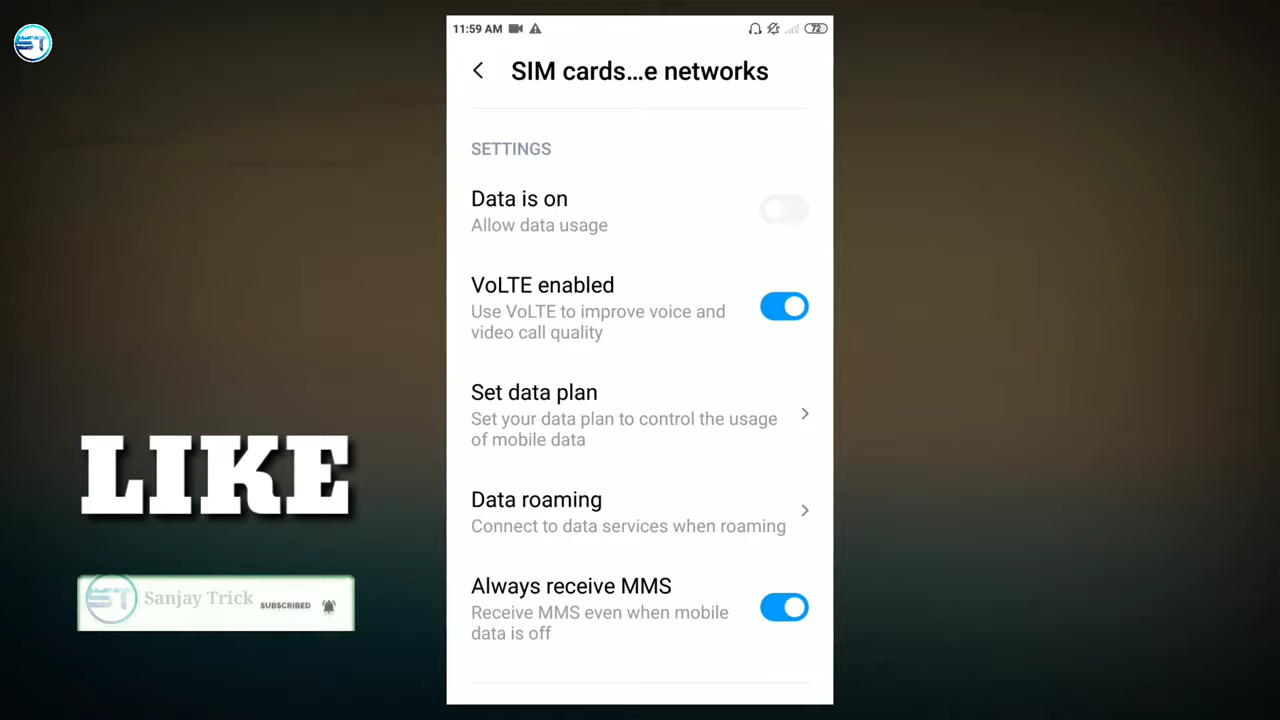 ST
11:59 AM
72
SIM cards...e networks
SETTINGS
Data is on
Allow data usage
VoLTE enabled
Use VoLTE to improve voice and
video call quality
Set data plan
Set your data plan to control the usage
of mobile data
Data roaming
Connect to data services when roaming
Always receive MMS
Receive MMS even when mobile
data is off
LIKE
ST
Sanjay Trick SUBSCRIBED